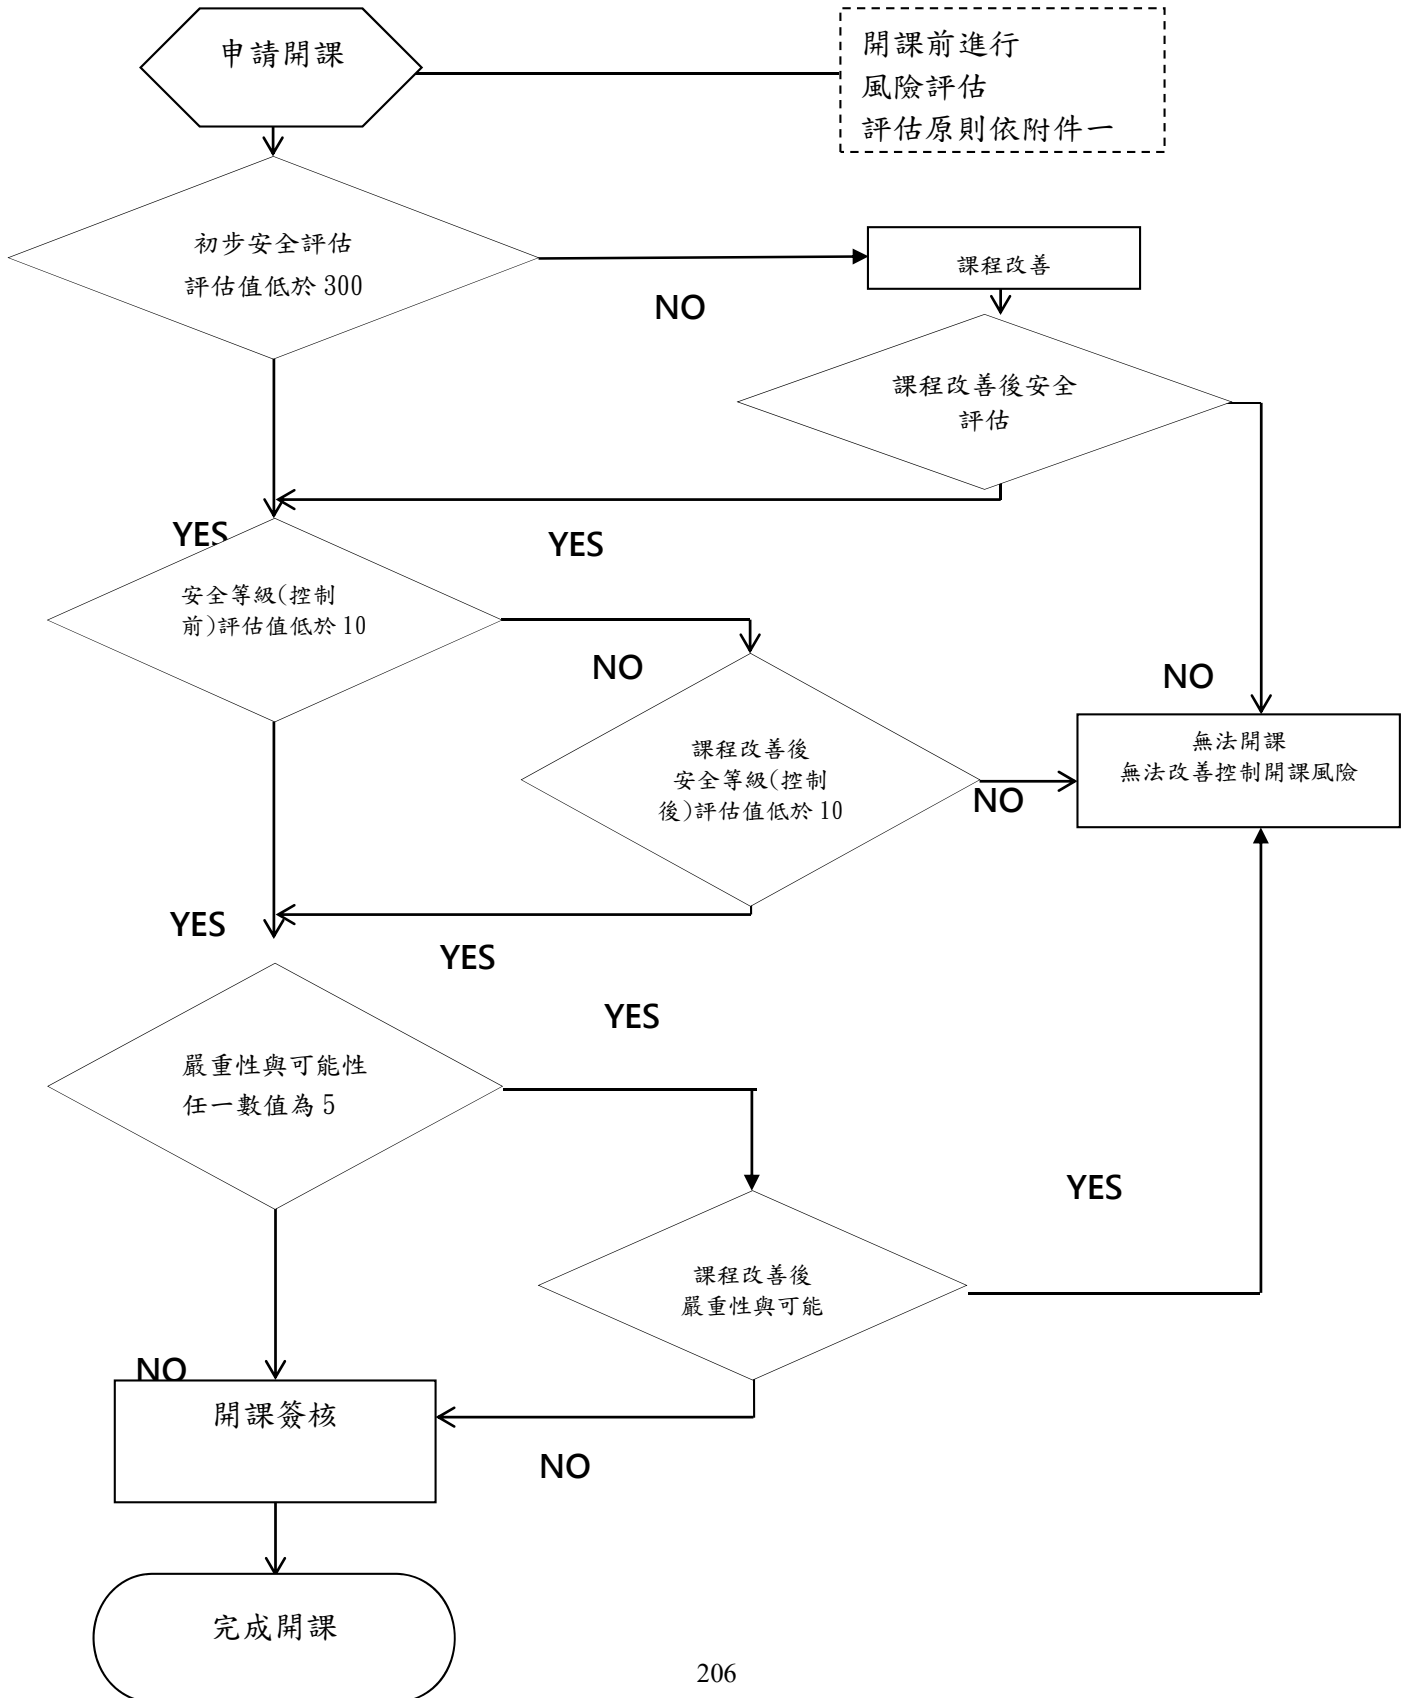 申請開課
開課前進行
風險評估
評估原則依附件一
初步安全評估
評估值低於 300
NO
課程改善
課程改善後安全
評估
YES
YES
安全等級(控制
前)評估值低於 10
NO
NO
課程改善後
安全等級(控制
後)評估值低於 10
NO
無法開課
無法改善控制開課風險
YES
YES
YES
嚴重性與可能性
任一數值為 5
YES
課程改善後
嚴重性與可能
NO
開課簽核
NO
完成開課
206